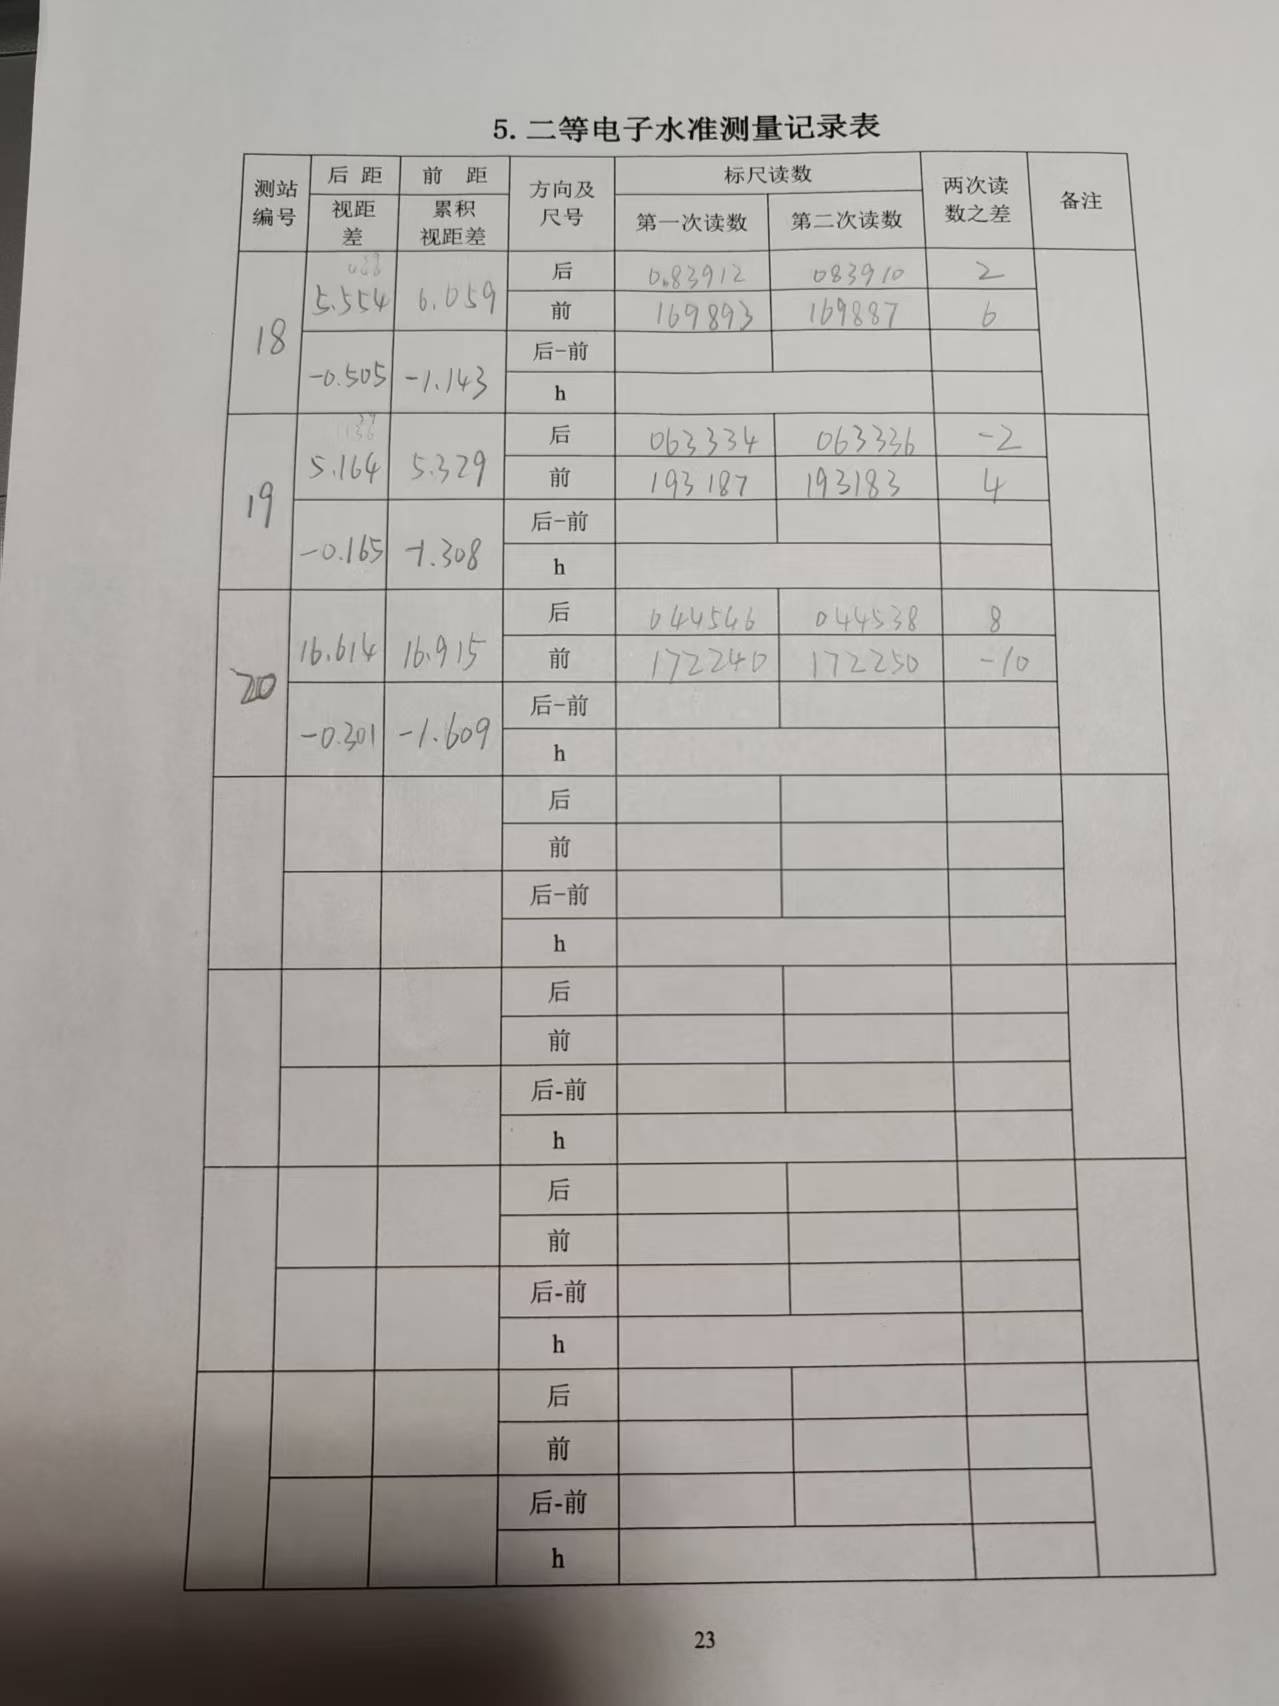 5. 二等电子水准测量记录表
测站编号 后距 前距 方向及尺号 标尺读数 两次读数之差 备注
视距差 累积视距差 第一次读数 第二次读数
18 5.554 6.059 后 0.83912 083910 2
前 169893 169887 6
-0.505 -1.143 后-前
h
19 5.164 5.329 后 063334 063336 -2
前 193187 193183 4
-0.165 -1.308 后-前
h
20 16.614 16.915 后 044546 044538 8
前 172240 172250 -10
-0.301 -1.609 后-前
h
后
前
后-前
h
后
前
后-前
h
后
前
后-前
h
后
前
后-前
h
23